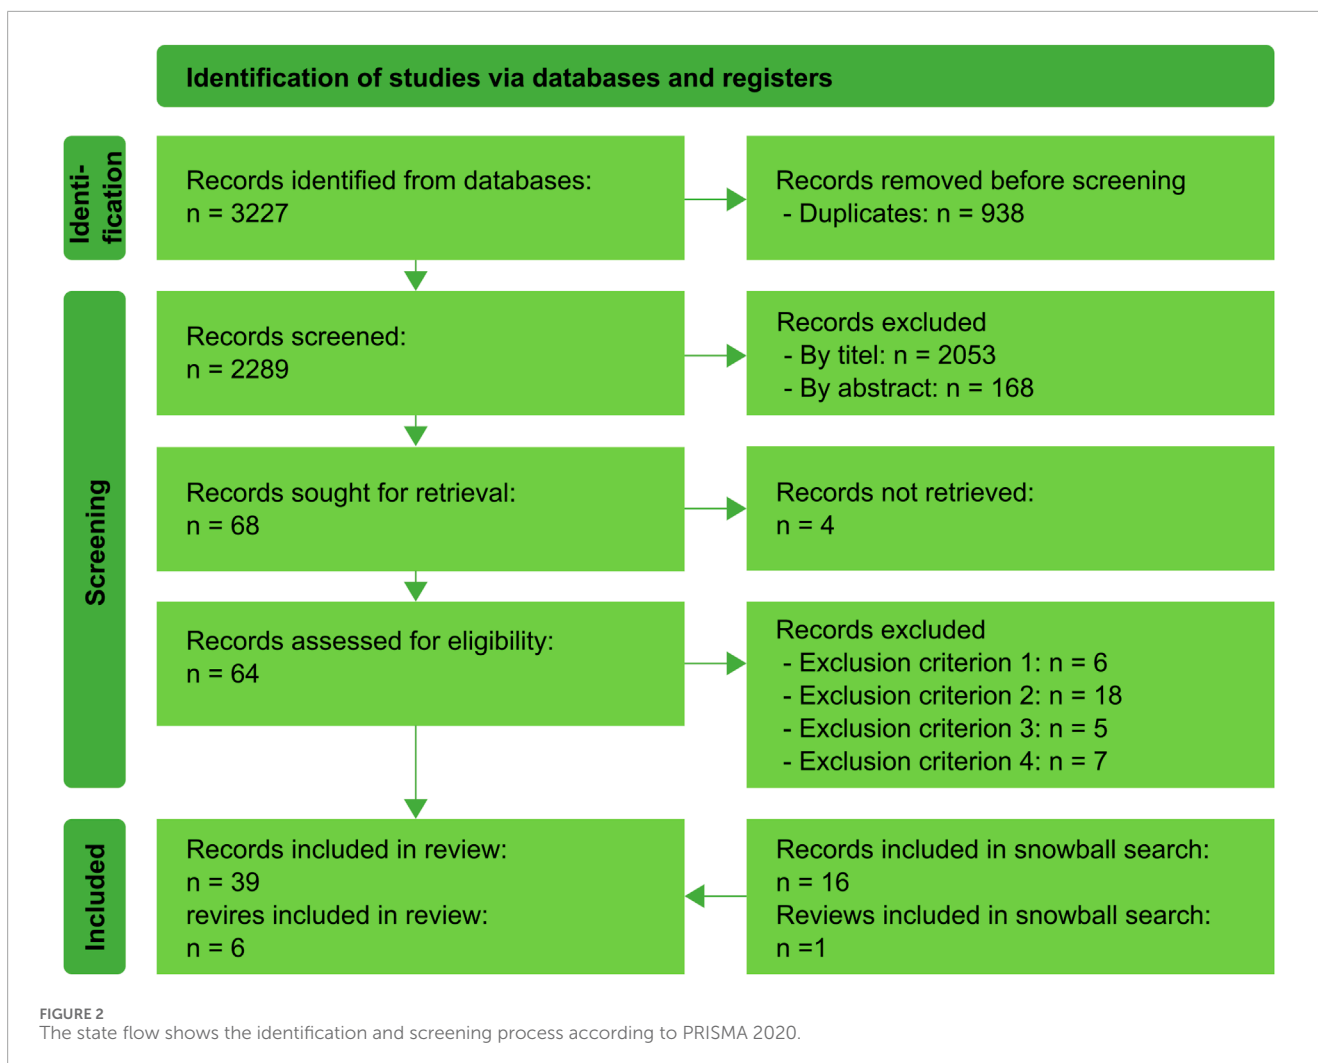 Identification of studies via databases and registers
Identi-
fication
Records identified from databases:
n = 3227
Records removed before screening
- Duplicates: n = 938
Screening
Records screened:
n = 2289
Records excluded
- By titel: n = 2053
- By abstract: n = 168
Records sought for retrieval:
n = 68
Records not retrieved:
n = 4
Records assessed for eligibility:
n = 64
Records excluded
- Exclusion criterion 1: n = 6
- Exclusion criterion 2: n = 18
- Exclusion criterion 3: n = 5
- Exclusion criterion 4: n = 7
Included
Records included in review:
n = 39
revires included in review:
n = 6
Records included in snowball search:
n = 16
Reviews included in snowball search:
n =1
FIGURE 2
The state flow shows the identification and screening process according to PRISMA 2020.